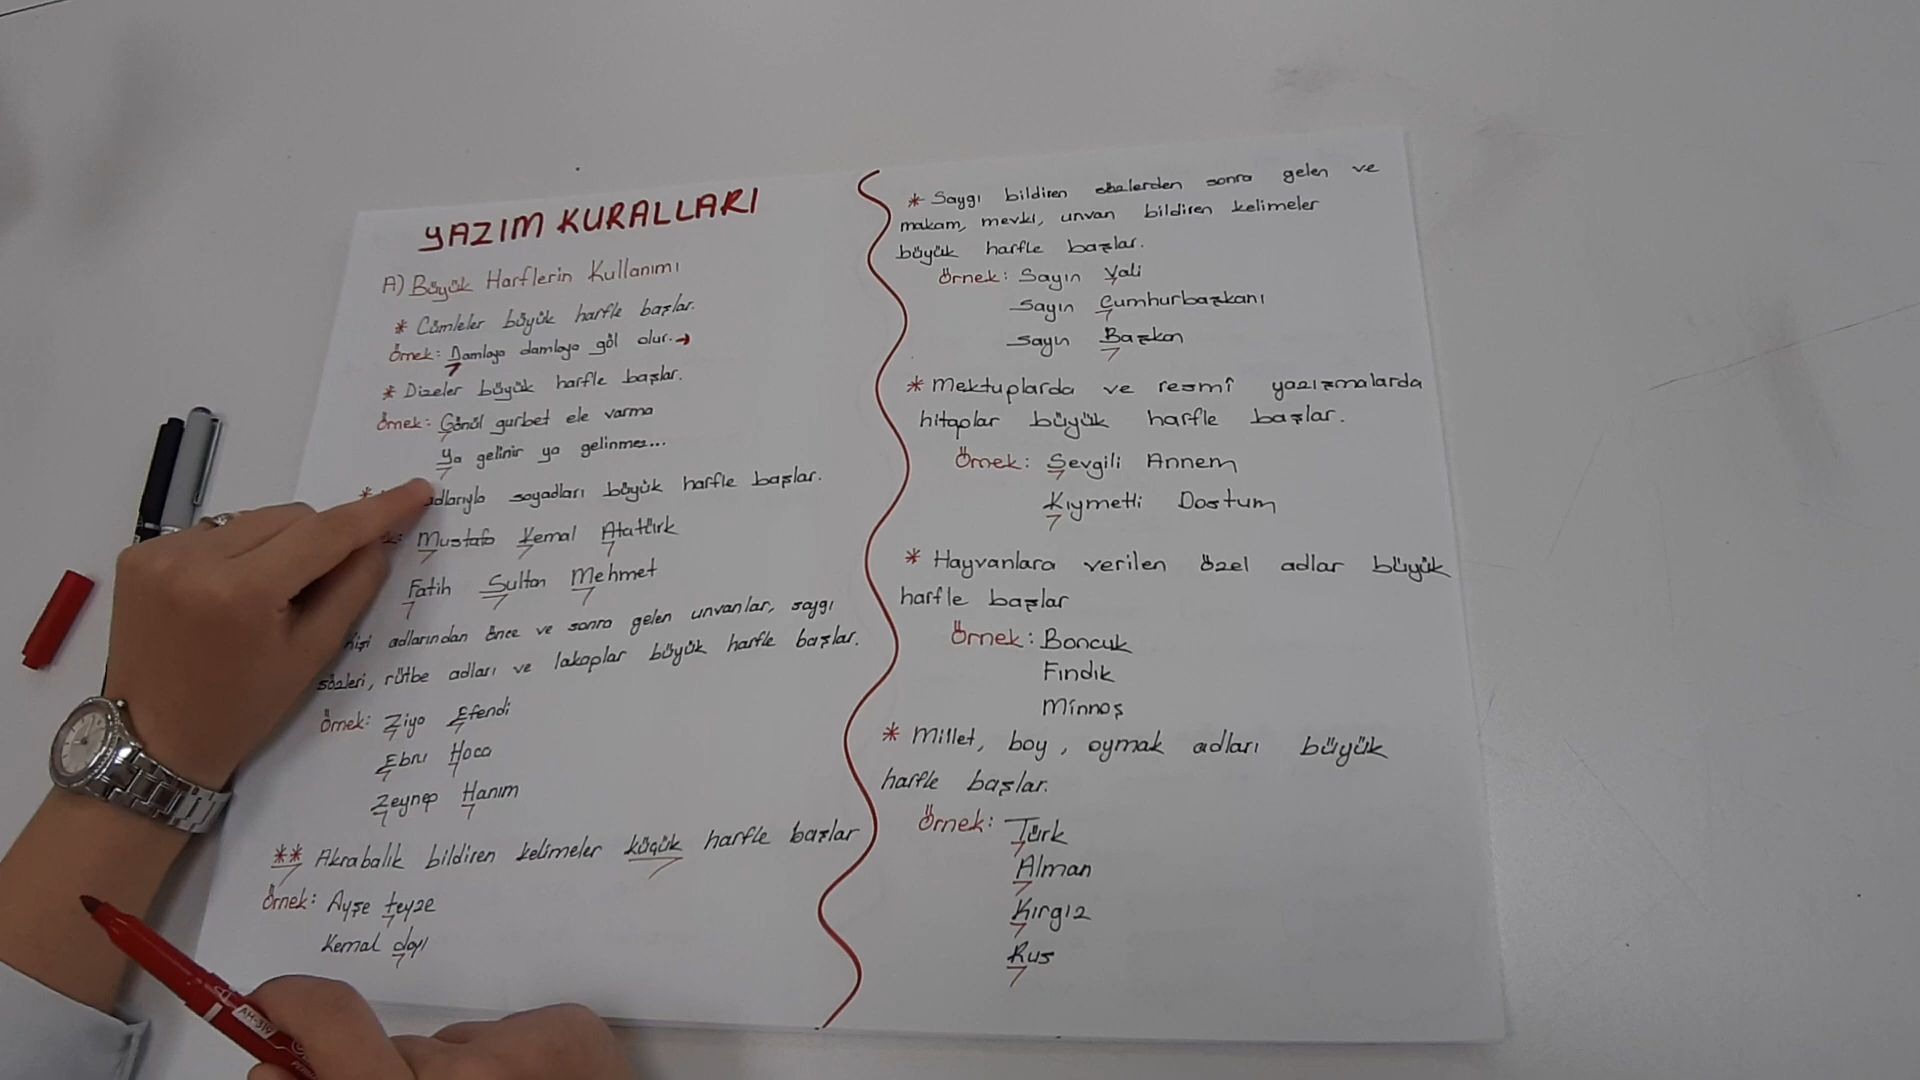 YAZIM KURALLARI
A) Büyük Harflerin Kullanımı
* Cümleler büyük harfle başlar.
Örnek: Damlaya damlaya göl olur.→
* Dizeler büyük harfle başlar.
Örnek: Gönül gurbet ele varma
Ya gelinir ya gelinmez...
* adlarıyla soyadları büyük harfle başlar.
Mustafa Kemal Atatürk
Fatih Sultan Mehmet
adlarından önce ve sonra gelen unvanlar, saygı
sözleri, rütbe adları ve lakaplar büyük harfle başlar.
Örnek: Ziya Efendi
Ebru Hoca
Zeynep Hanım
** Akrabalık bildiren kelimeler küçük harfle başlar
Örnek: Ayşe teyze
Kemal dayı
* Saygı bildiren sözlerden sonra gelen ve
makam, mevki, unvan bildiren kelimeler
büyük harfle başlar.
Örnek: Sayın Vali
Sayın Cumhurbaşkanı
Sayın Başkan
* Mektuplarda ve resmî yazışmalarda
hitaplar büyük harfle başlar.
Örnek: Sevgili Annem
Kıymetli Dostum
* Hayvanlara verilen özel adlar büyük
harfle başlar
Örnek: Boncuk
Fındık
Minnoş
* Millet, boy, oymak adları büyük
harfle başlar.
Örnek: Türk
Alman
Kırgız
Rus
AH-319